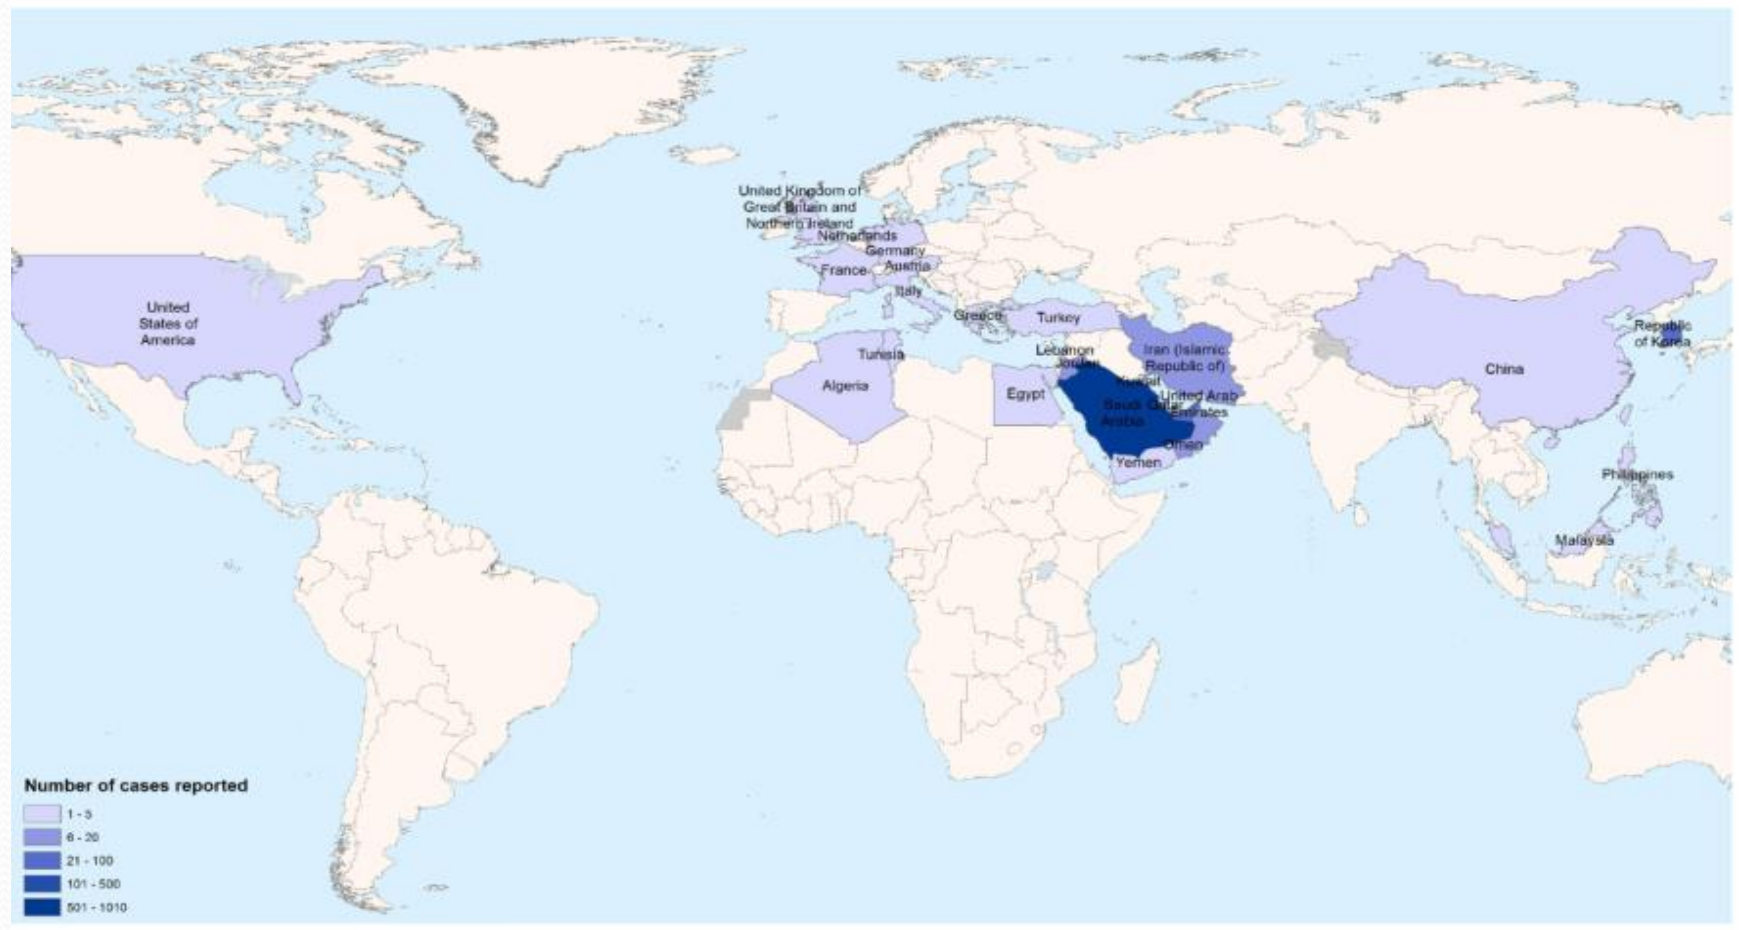 United Kingdom of
Great Britain and
Northern Ireland
Netherlands
Germany
Austria
France
Italy
Greece
Turkey
United
States of
America
Tunisia
Algeria
Egypt
Lebanon
Jordan
Iran (Islamic
Republic of)
Kuwait
Saudi
Arabia
Qatar
United Arab
Emirates
Oman
Yemen
China
Republic
of Korea
Philippines
Malaysia
Number of cases reported
1 - 5
6 - 20
21 - 100
101 - 500
501 - 1010